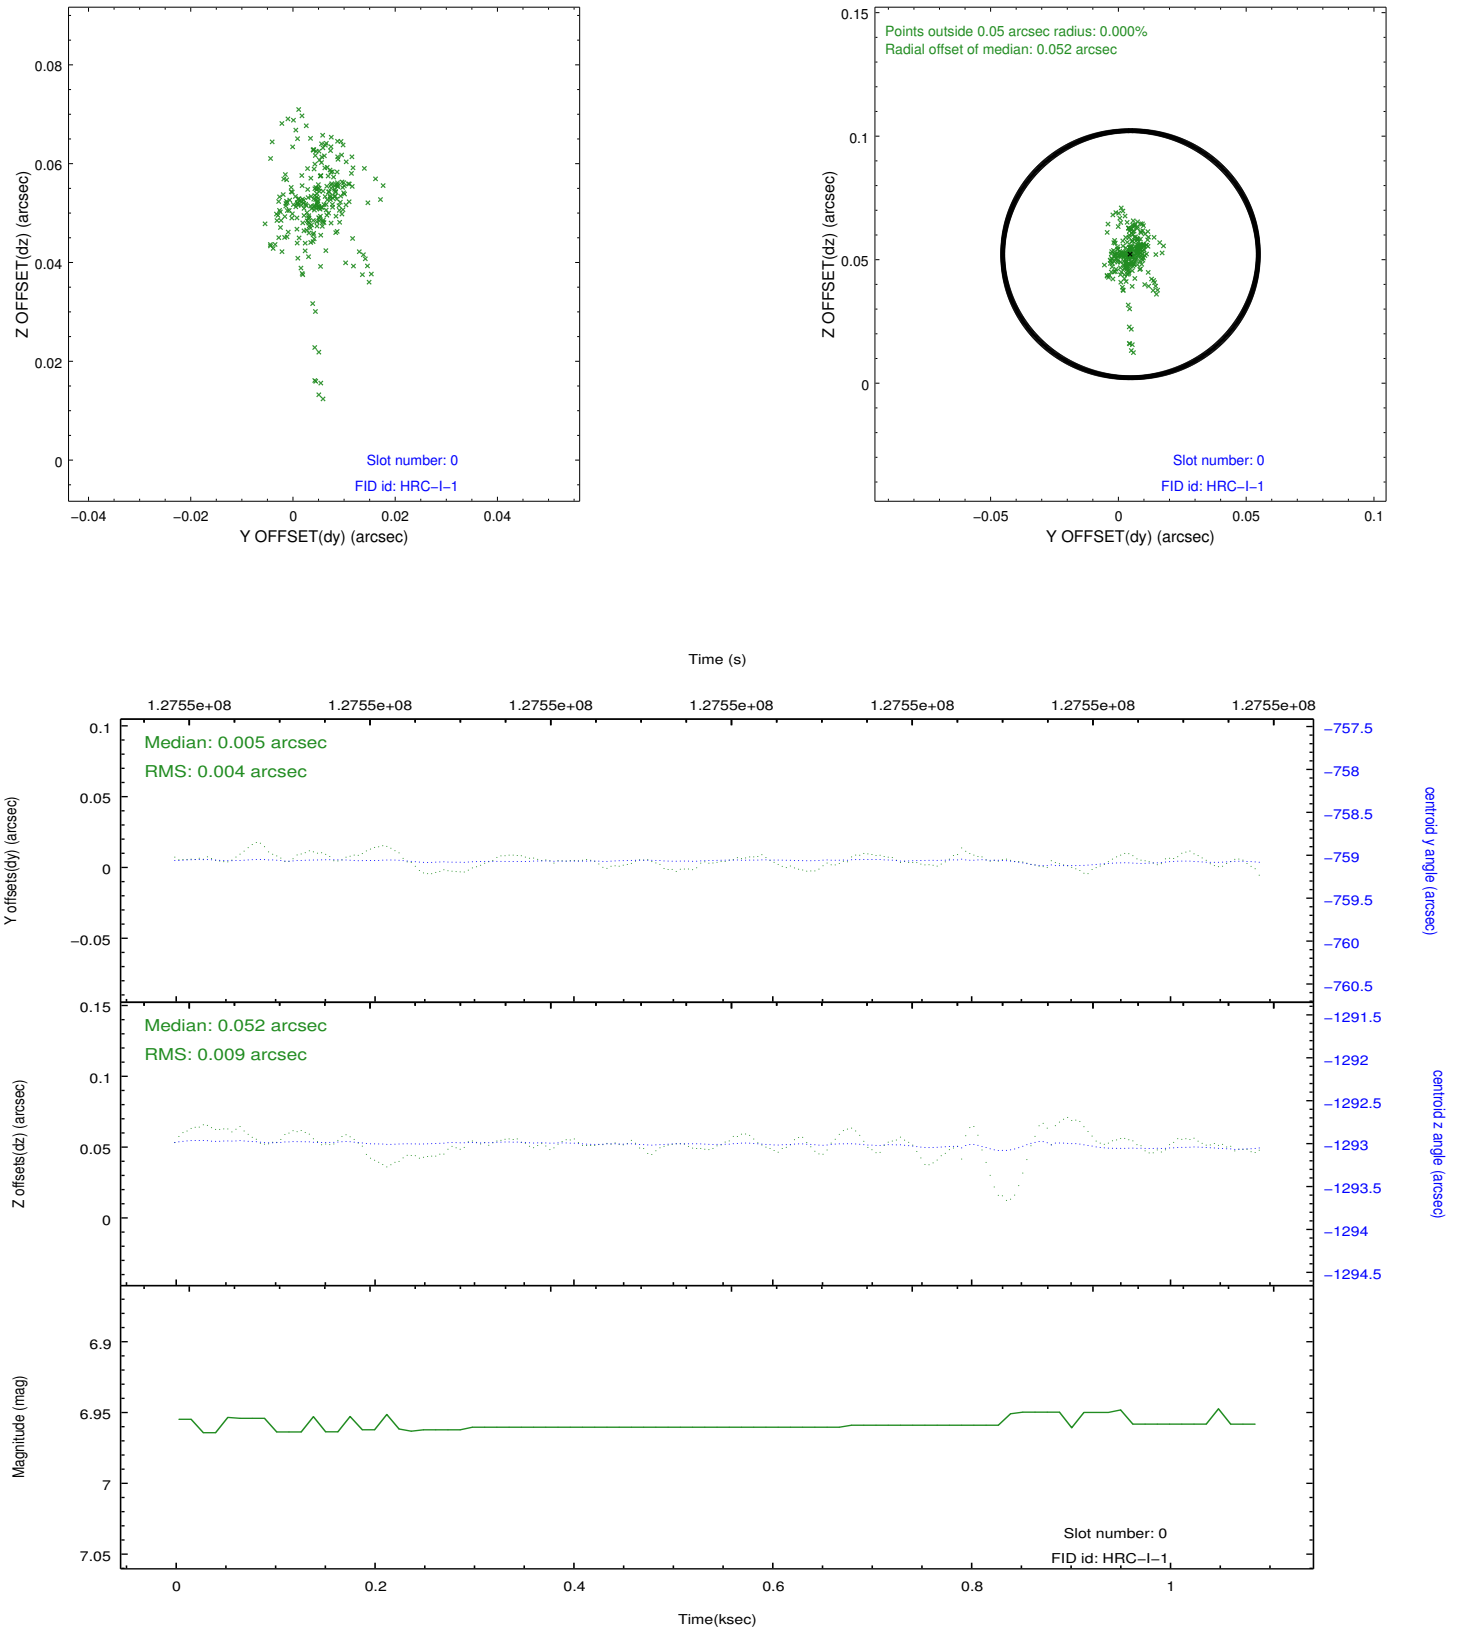 0.08
0.06
0.04
0.02
0
Z OFFSET(dz) (arcsec)
Slot number: 0
FID id: HRC−I−1
−0.04 −0.02 0 0.02 0.04
Y OFFSET(dy) (arcsec)
0.15
0.1
0.05
0
Z OFFSET(dz) (arcsec)
Points outside 0.05 arcsec radius: 0.000%
Radial offset of median: 0.052 arcsec
Slot number: 0
FID id: HRC−I−1
−0.05 0 0.05 0.1
Y OFFSET(dy) (arcsec)
Time (s)
1.2755e+08 1.2755e+08 1.2755e+08 1.2755e+08 1.2755e+08 1.2755e+08 1.2755e+08
0.1
0.05
0
−0.05
Y offsets(dy) (arcsec)
Median: 0.005 arcsec
RMS: 0.004 arcsec
−757.5
−758
−758.5
−759
−759.5
−760
−760.5
centroid y angle (arcsec)
0.15
0.1
0.05
0
Z offsets(dz) (arcsec)
Median: 0.052 arcsec
RMS: 0.009 arcsec
−1291.5
−1292
−1292.5
−1293
−1293.5
−1294
−1294.5
centroid z angle (arcsec)
6.9
6.95
7
7.05
Magnitude (mag)
Slot number: 0
FID id: HRC−I−1
0 0.2 0.4 0.6 0.8 1
Time(ksec)